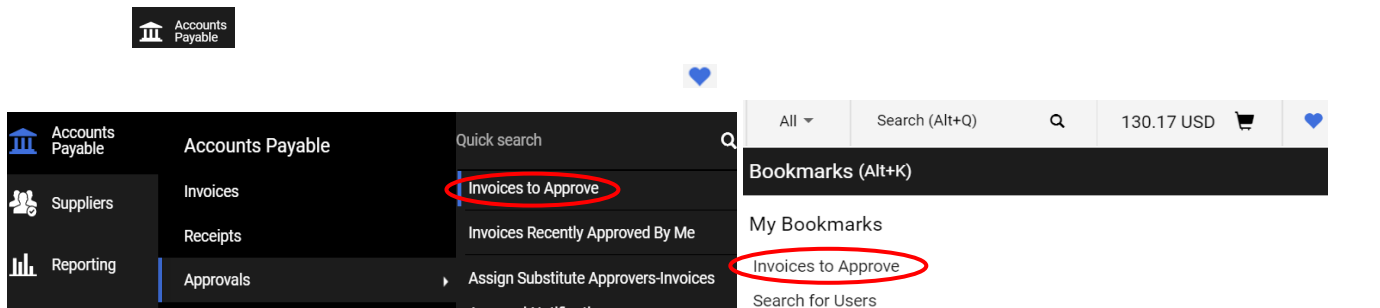 Accounts
Payable
Accounts
Payable
Suppliers
Reporting
Accounts Payable
Invoices
Receipts
Approvals
Quick search
Invoices to Approve
Invoices Recently Approved By Me
Assign Substitute Approvers-Invoices
All
Search (Alt+Q)
130.17 USD
Bookmarks (Alt+K)
My Bookmarks
Invoices to Approve
Search for Users